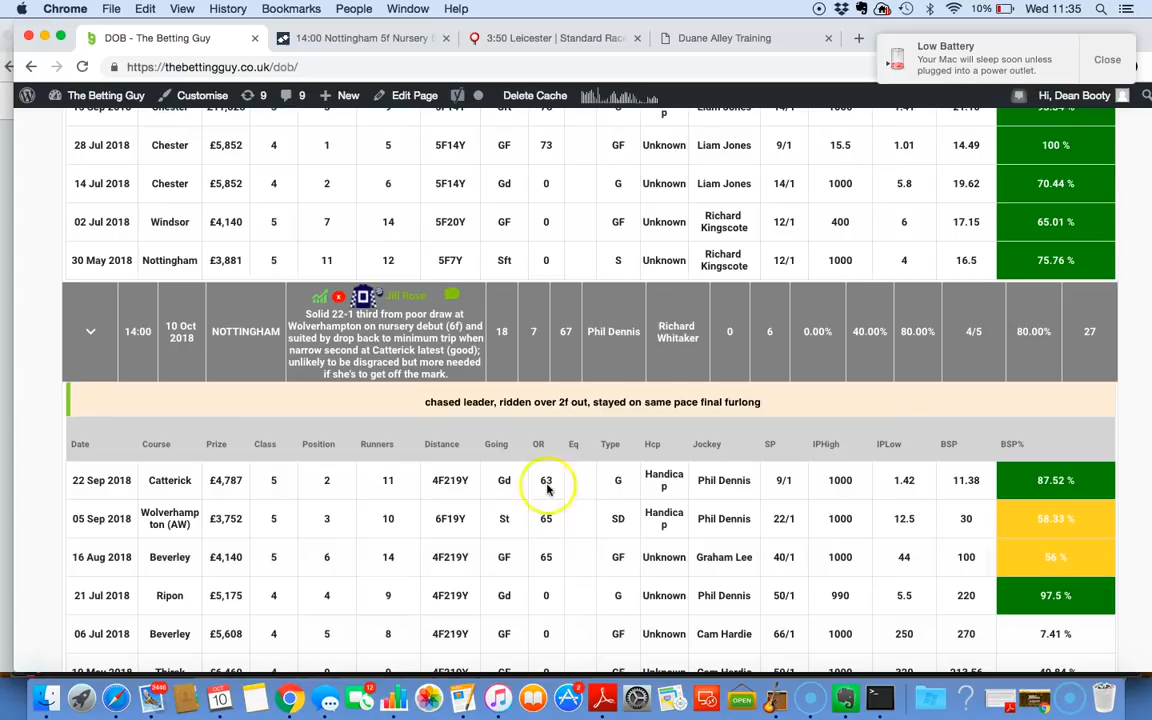 Chrome File Edit View History Bookmarks People Window Help 10% Wed 11:35
DOB - The Betting Guy
14:00 Nottingham 5f Nursery
3:50 Leicester | Standard Rac
Duane Alley Training
Low Battery
Your Mac will sleep soon unless
plugged into a power outlet.
Close
https://thebettingguy.co.uk/dob/
The Betting Guy Customise 9 9 New Edit Page Delete Cache Hi, Dean Booty
Chester Liam Jones
p
28 Jul 2018 Chester £5,852 4 1 5 5F14Y GF 73 GF Unknown Liam Jones 9/1 15.5 1.01 14.49 100 %
14 Jul 2018 Chester £5,852 4 2 6 5F14Y Gd 0 G Unknown Liam Jones 14/1 1000 5.8 19.62 70.44 %
02 Jul 2018 Windsor £4,140 5 7 14 5F20Y GF 0 GF Unknown Richard Kingscote 12/1 400 6 17.15 65.01 %
30 May 2018 Nottingham £3,881 5 11 12 5F7Y Sft 0 S Unknown Richard Kingscote 12/1 1000 4 16.5 75.76 %
x Jill Rose
14:00 10 Oct 2018 NOTTINGHAM
Solid 22-1 third from poor draw at
Wolverhampton on nursery debut (6f) and
suited by drop back to minimum trip when
narrow second at Catterick latest (good);
unlikely to be disgraced but more needed
if she's to get off the mark.
18 7 67 Phil Dennis Richard Whitaker 0 6 0.00% 40.00% 80.00% 4/5 80.00% 27
chased leader, ridden over 2f out, stayed on same pace final furlong
Date Course Prize Class Position Runners Distance Going OR Eq Type Hcp Jockey SP IPHigh IPLow BSP BSP%
22 Sep 2018 Catterick £4,787 5 2 11 4F219Y Gd 63 G Handicap Phil Dennis 9/1 1000 1.42 11.38 87.52 %
05 Sep 2018 Wolverhampton (AW) £3,752 5 3 10 6F19Y St 65 SD Handicap Phil Dennis 22/1 1000 12.5 30 58.33 %
16 Aug 2018 Beverley £4,140 5 6 14 4F219Y GF 65 GF Unknown Graham Lee 40/1 1000 44 100 56 %
21 Jul 2018 Ripon £5,175 4 4 9 4F219Y Gd 0 G Unknown Phil Dennis 50/1 990 5.5 220 97.5 %
06 Jul 2018 Beverley £5,608 4 5 8 4F219Y GF 0 GF Unknown Cam Hardie 66/1 1000 250 270 7.41 %
Thirsk Cam Hardie
2446 OCT 10 12 2 OPEN